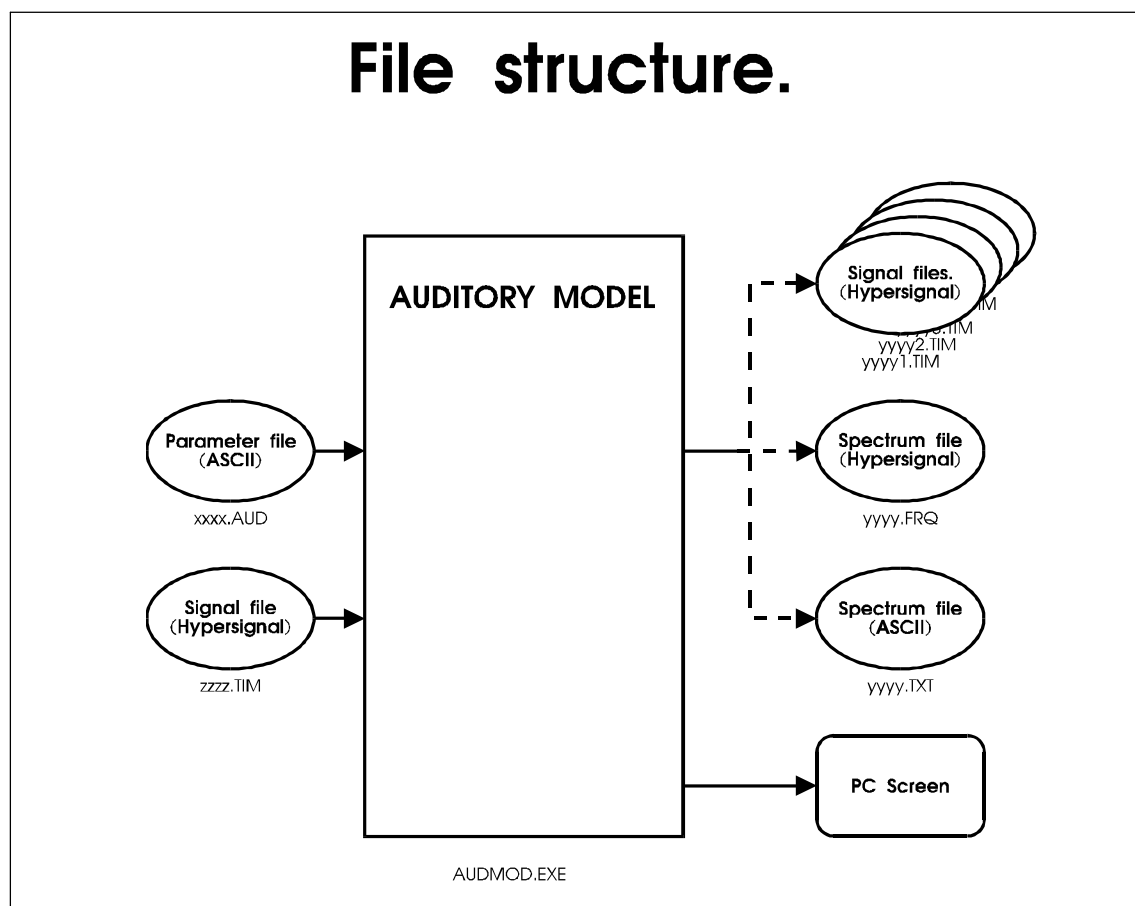 File structure.
AUDITORY MODEL
Parameter file
(ASCII)
xxxx.AUD
Signal file
(Hypersignal)
zzzz.TIM
Signal files.
(Hypersignal)
yyyy2.TIM
yyyy1.TIM
Spectrum file
(Hypersignal)
yyyy.FRQ
Spectrum file
(ASCII)
yyyy.TXT
PC Screen
AUDMOD.EXE